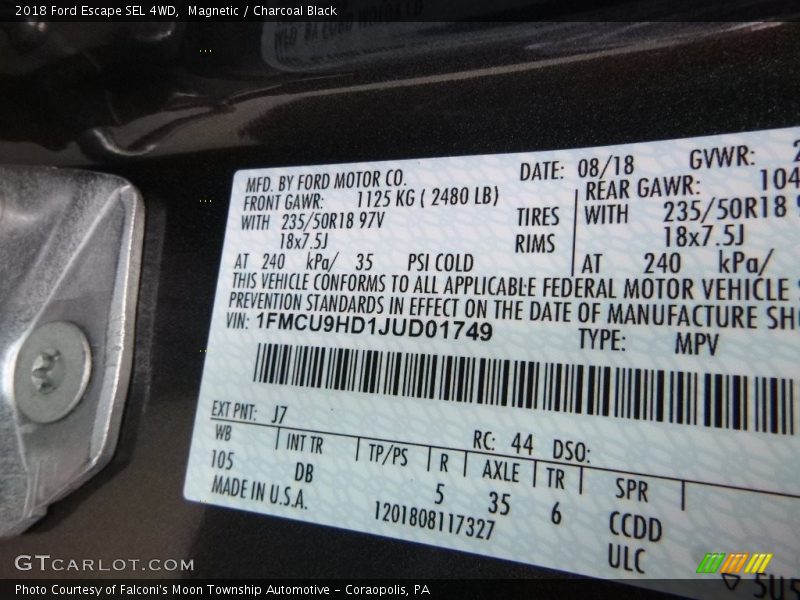 2018 Ford Escape SEL 4WD, Magnetic / Charcoal Black
MFD. BY FORD MOTOR CO. DATE: 08/18 GVWR:
FRONT GAWR: 1125 KG ( 2480 LB) REAR GAWR: 104
WITH 235/50R18 97V TIRES WITH 235/50R18
18x7.5J RIMS 18x7.5J
AT 240 kPa/ 35 PSI COLD AT 240 kPa/
THIS VEHICLE CONFORMS TO ALL APPLICABLE FEDERAL MOTOR VEHICLE
PREVENTION STANDARDS IN EFFECT ON THE DATE OF MANUFACTURE SH
VIN: 1FMCU9HD1JUD01749 TYPE: MPV
EXT PNT: J7 RC: 44 DSO:
WB INT TR TP/PS R AXLE TR SPR
105 DB 5 35 6 CCDD
MADE IN U.S.A. 1201808117327 ULC
5U5
GTCARLOT.COM
Photo Courtesy of Falconi's Moon Township Automotive – Coraopolis, PA